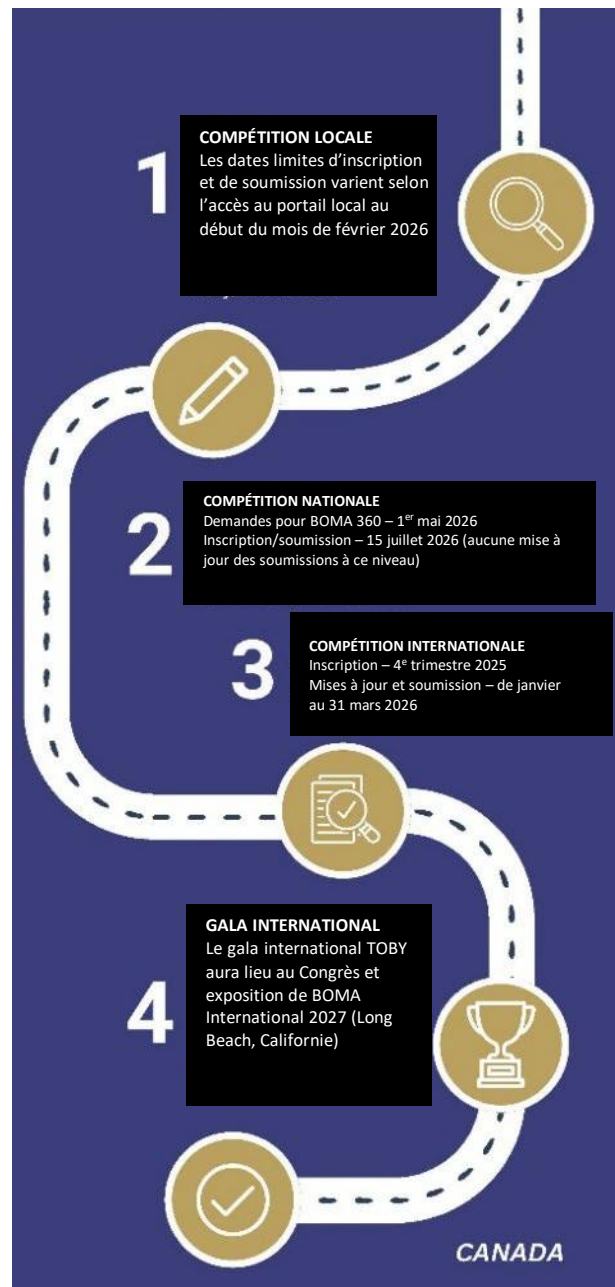 1
COMPÉTITION LOCALE
Les dates limites d’inscription
et de soumission varient selon
l’accès au portail local au
début du mois de février 2026
2
COMPÉTITION NATIONALE
Demandes pour BOMA 360 – 1er mai 2026
Inscription/soumission – 15 juillet 2026 (aucune mise à
jour des soumissions à ce niveau)
3
COMPÉTITION INTERNATIONALE
Inscription – 4e trimestre 2025
Mises à jour et soumission – de janvier
au 31 mars 2026
4
GALA INTERNATIONAL
Le gala international TOBY
aura lieu au Congrès et
exposition de BOMA
International 2027 (Long
Beach, Californie)
CANADA